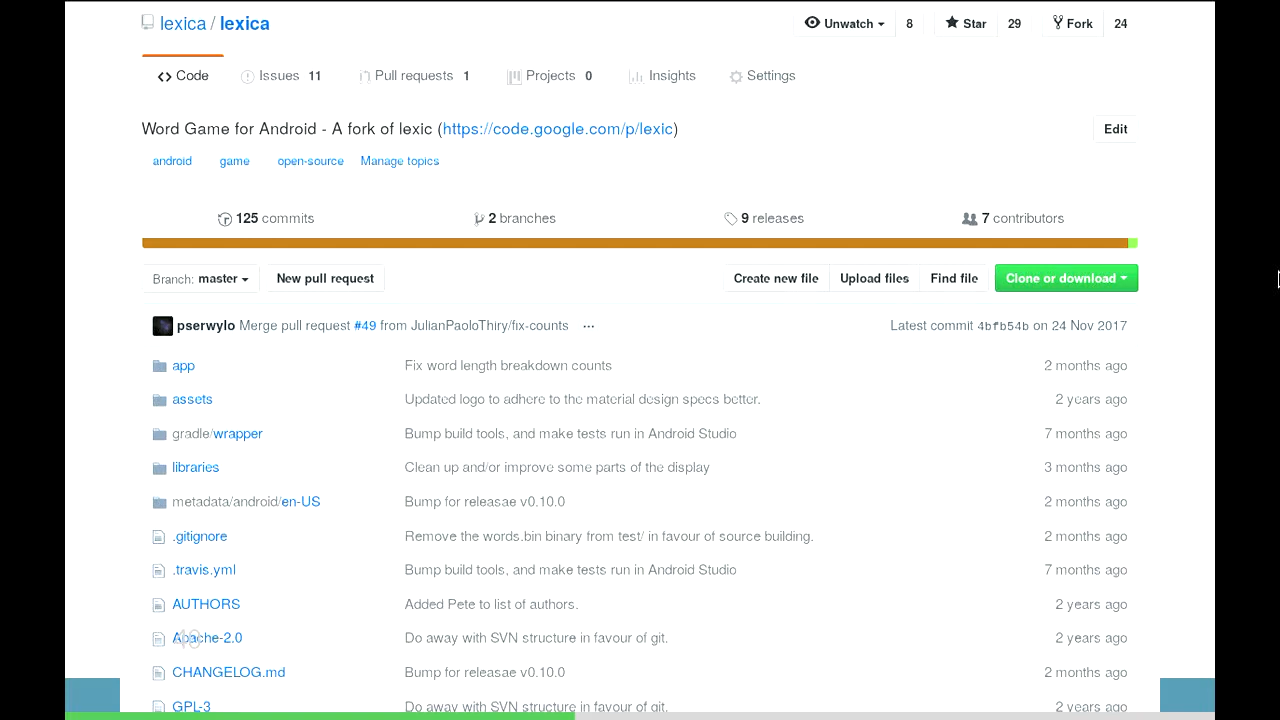 lexica / lexica Unwatch 8 Star 29 Fork 24
Code Issues 11 Pull requests 1 Projects 0 Insights Settings
Word Game for Android - A fork of lexic (https://code.google.com/p/lexic) Edit
android game open-source Manage topics
125 commits 2 branches 9 releases 7 contributors
Branch: master New pull request Create new file Upload files Find file Clone or download
pserwylo Merge pull request #49 from JulianPaoloThiry/fix-counts ... Latest commit 4bfb54b on 24 Nov 2017
app Fix word length breakdown counts 2 months ago
assets Updated logo to adhere to the material design specs better. 2 years ago
gradle/wrapper Bump build tools, and make tests run in Android Studio 7 months ago
libraries Clean up and/or improve some parts of the display 3 months ago
metadata/android/en-US Bump for releasae v0.10.0 2 months ago
.gitignore Remove the words.bin binary from test/ in favour of source building. 2 months ago
.travis.yml Bump build tools, and make tests run in Android Studio 7 months ago
AUTHORS Added Pete to list of authors. 2 years ago
Apache-2.0 Do away with SVN structure in favour of git. 2 years ago
CHANGELOG.md Bump for releasae v0.10.0 2 months ago
GPL-3 Do away with SVN structure in favour of git. 2 years ago